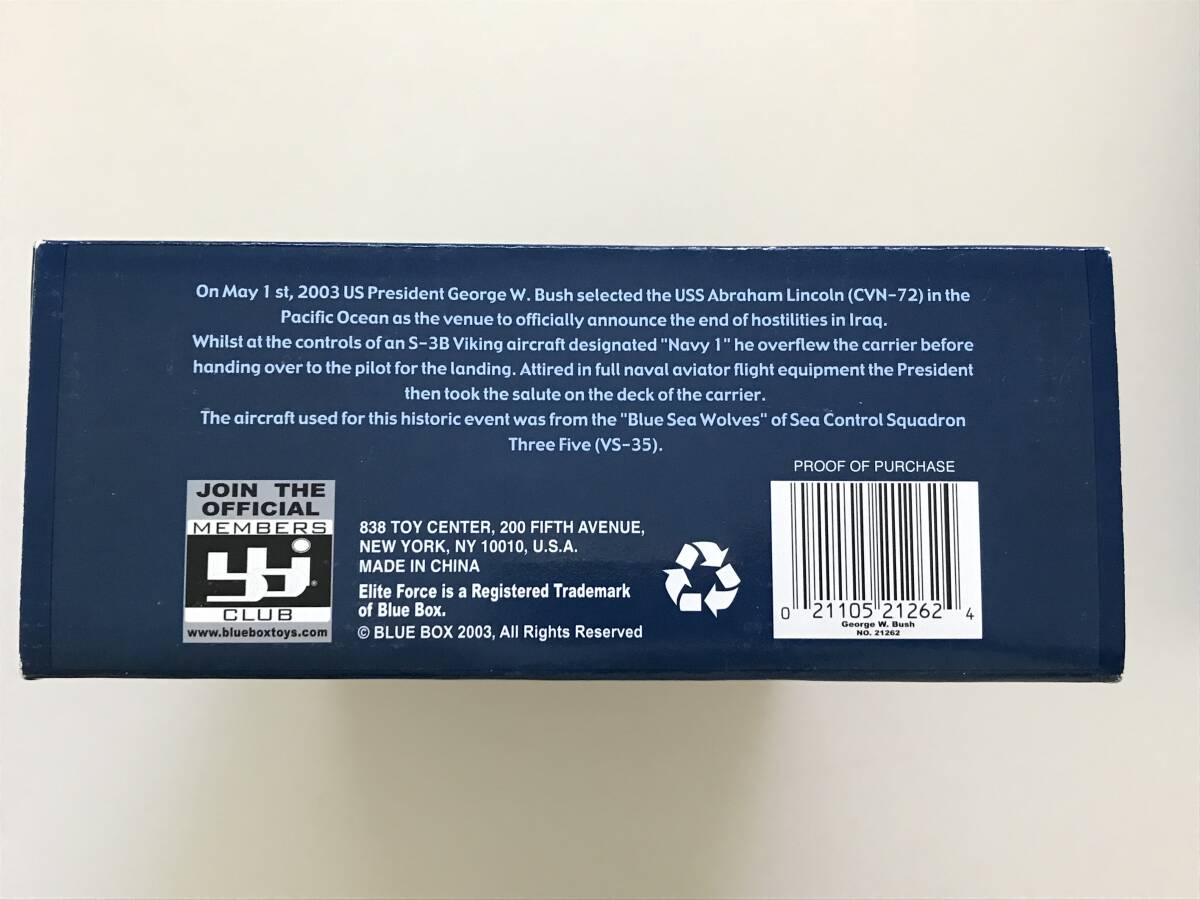 On May 1 st, 2003 US President George W. Bush selected the USS Abraham Lincoln (CVN-72) in the
Pacific Ocean as the venue to officially announce the end of hostilities in Iraq.
Whilst at the controls of an S-3B Viking aircraft designated "Navy 1" he overflew the carrier before
handing over to the pilot for the landing. Attired in full naval aviator flight equipment the President
then took the salute on the deck of the carrier.
The aircraft used for this historic event was from the "Blue Sea Wolves" of Sea Control Squadron
Three Five (VS-35).
JOIN THE
OFFICIAL
MEMBERS
CLUB
www.blueboxtoys.com
838 TOY CENTER, 200 FIFTH AVENUE,
NEW YORK, NY 10010, U.S.A.
MADE IN CHINA
Elite Force is a Registered Trademark
of Blue Box.
© BLUE BOX 2003, All Rights Reserved
PROOF OF PURCHASE
0 21105 21262 4
George W. Bush
NO. 21262